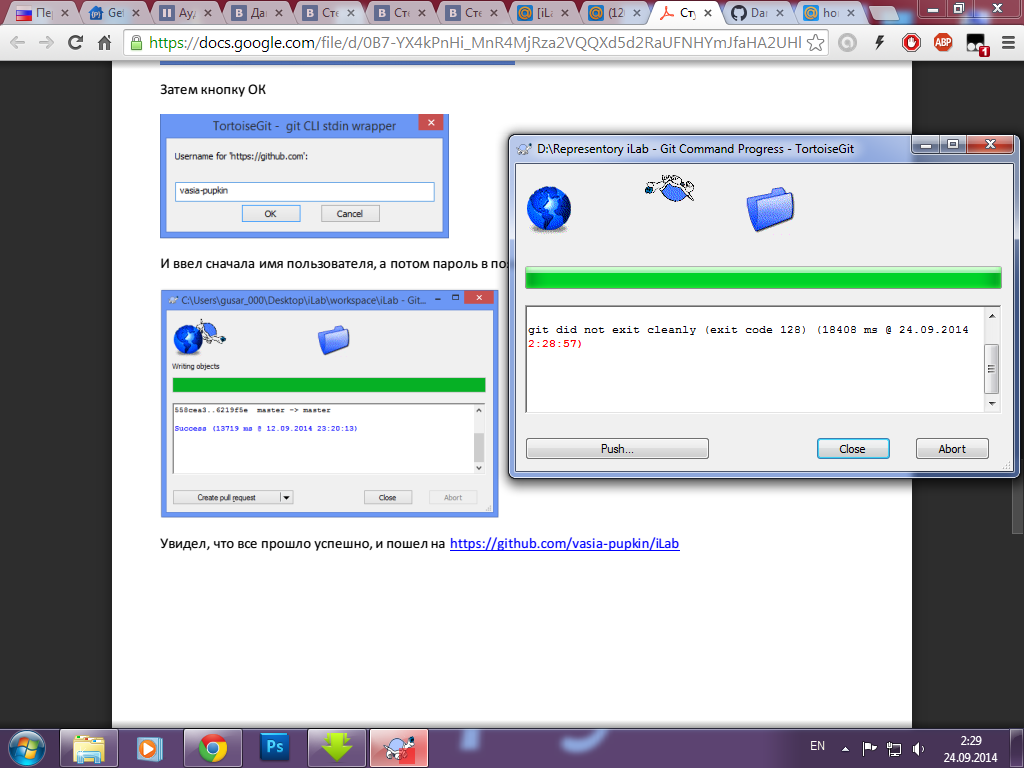 Пер
Get
Ауд
Да
Сте
Сте
Сте
[iLa
(12
Сту
Da
hor
https://docs.google.com/file/d/0B7-YX4kPnHi_MnR4MjRza2VQQXd5d2RaUFNHYmJfaHA2UHl
ABP
1
Затем кнопку ОК
TortoiseGit - git CLI stdin wrapper
Username for 'https://github.com':
vasia-pupkin
OK
Cancel
И ввел сначала имя пользователя, а потом пароль в
C:\Users\gusar_000\Desktop\iLab\workspace\iLab - Git...
Writing objects
558cea3..6219f5e master -> master
Success (13719 ms @ 12.09.2014 23:20:13)
Create pull request
Close
Abort
Увидел, что все прошло успешно, и пошел на https://github.com/vasia-pupkin/iLab
D:\Representory iLab - Git Command Progress - TortoiseGit
git did not exit cleanly (exit code 128) (18408 ms @ 24.09.2014
2:28:57)
Push...
Close
Abort
Ps
EN
2:29
24.09.2014